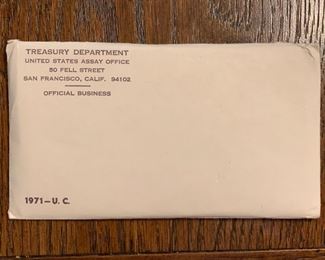 TREASURY DEPARTMENT
UNITED STATES ASSAY OFFICE
50 FELL STREET
SAN FRANCISCO, CALIF. 94102
OFFICIAL BUSINESS
1971-U. C.